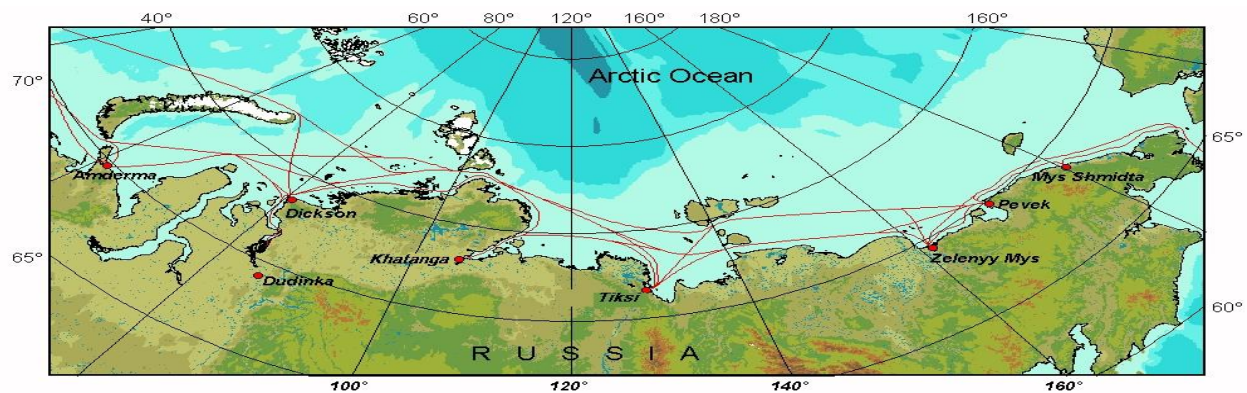 40° 60° 80° 120° 160° 180° 160°
70°
Arctic Ocean
65°
Amderma
Mys Shmidta
Dickson
Pevek
65°
Khatanga
Zelenyy Mys
Dudinka
Tiksi
60°
RUSSIA
100° 120° 140° 160°